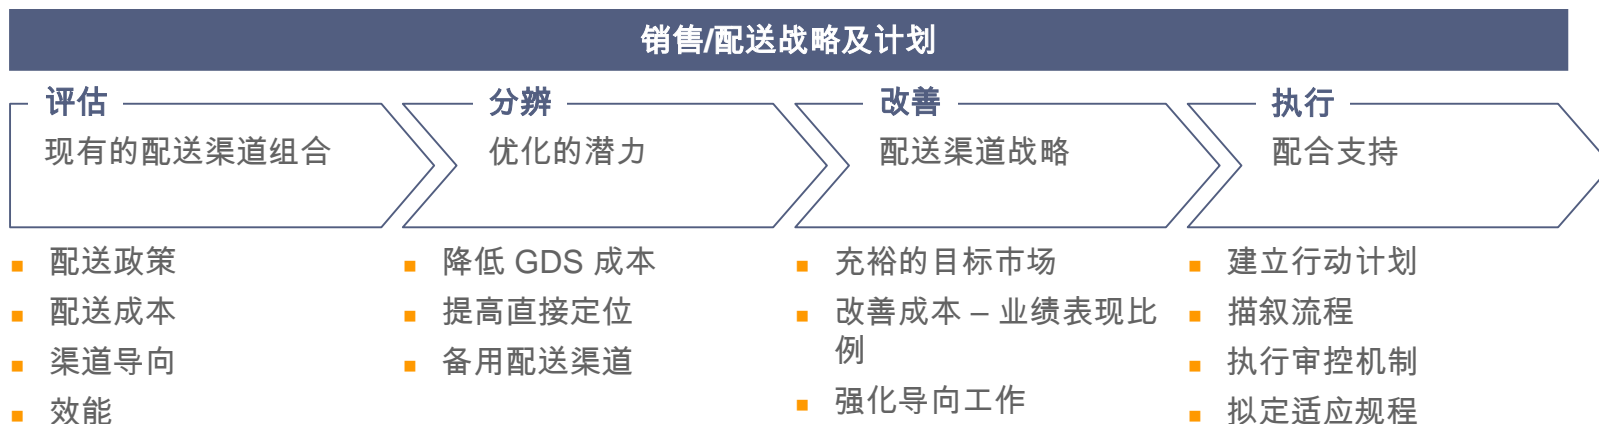 销售/配送战略及计划
评估
现有的配送渠道组合
配送政策
配送成本
渠道导向
效能
分辨
优化的潜力
降低 GDS 成本
提高直接定位
备用配送渠道
改善
配送渠道战略
充裕的目标市场
改善成本 – 业绩表现比
例
强化导向工作
执行
配合支持
建立行动计划
描叙流程
执行审控机制
拟定适应规程